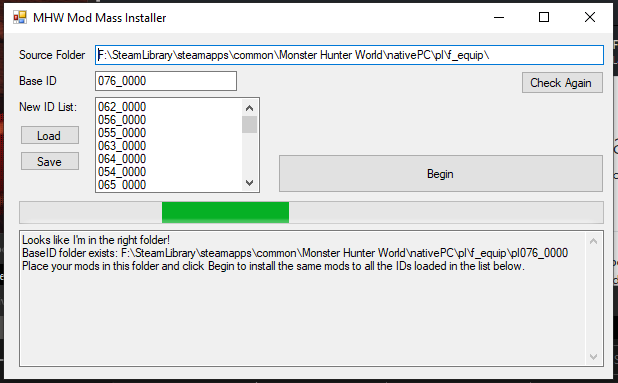 MHW Mod Mass Installer
Source Folder F:\SteamLibrary\steamapps\common\Monster Hunter World\nativePC\pl\f_equip\
Base ID 076_0000 Check Again
New ID List: 062_0000
056_0000
055_0000
063_0000
064_0000
054_0000
065_0000
Load
Save
Begin
Looks like I'm in the right folder!
BaseID folder exists: F:\SteamLibrary\steamapps\common\Monster Hunter World\nativePC\pl\f_equip\pl076_0000
Place your mods in this folder and click Begin to install the same mods to all the IDs loaded in the list below.